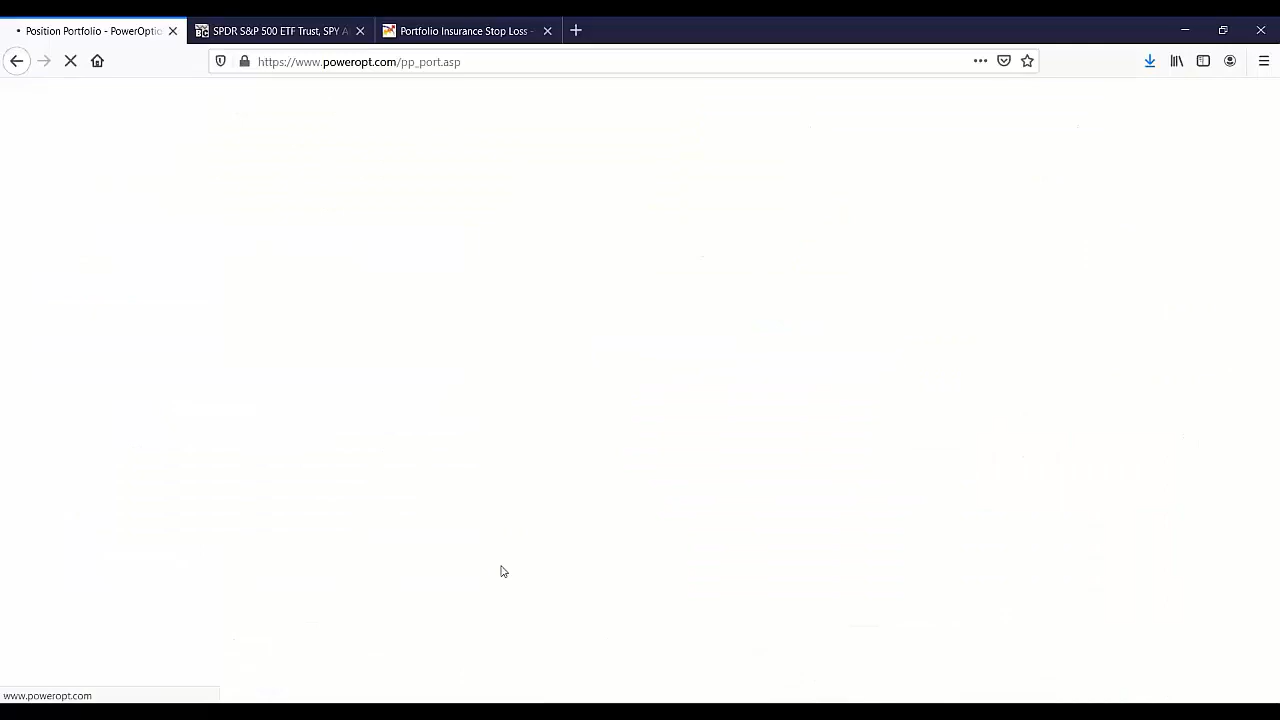 Position Portfolio - PowerOptio
SPDR S&P 500 ETF Trust, SPY A
Portfolio Insurance Stop Loss -
https://www.poweropt.com/pp_port.asp
www.poweropt.com